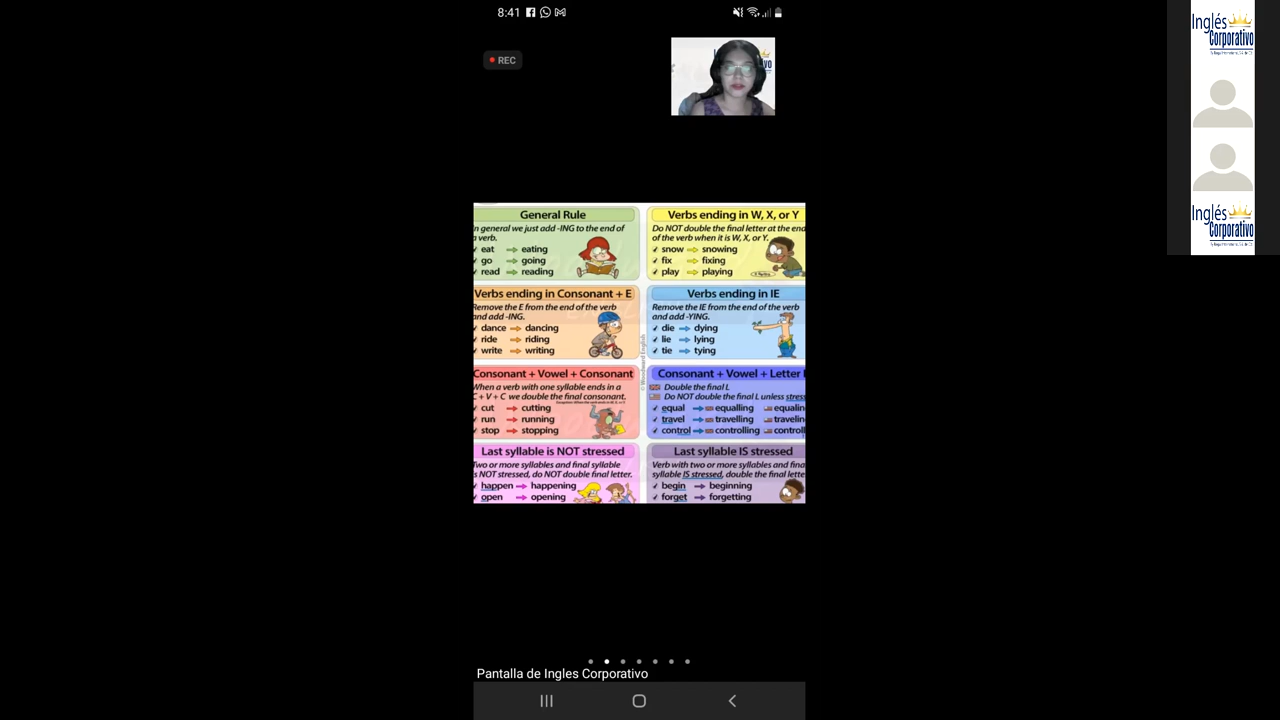 8:41
REC
Inglés
Corporativo
General Rule
n general we just add -ING to the end of
a verb.
eat eating
go going
read reading
Verbs ending in W, X, or Y
Do NOT double the final letter at the end
of the verb when it is W, X, or Y.
snow snowing
fix fixing
play playing
Verbs ending in Consonant + E
Remove the E from the end of the verb
and add -ING.
dance dancing
ride riding
write writing
Verbs ending in IE
Remove the IE from the end of the verb
and add -YING.
die dying
lie lying
tie tying
© Woodward English
Consonant + Vowel + Consonant
When a verb with one syllable ends in a
C + V + C we double the final consonant.
cut cutting
run running
stop stopping
Consonant + Vowel + Letter
Double the final L
Do NOT double the final L unless stress
equal equalling equalin
travel travelling travelin
control controlling controll
Last syllable is NOT stressed
Two or more syllables and final syllable
is NOT stressed, do NOT double final letter.
happen happening
open opening
Last syllable IS stressed
Verb with two or more syllables and fina
syllable IS stressed, double the final lette
begin beginning
forget forgetting
Pantalla de Ingles Corporativo
Inglés
Corporativo